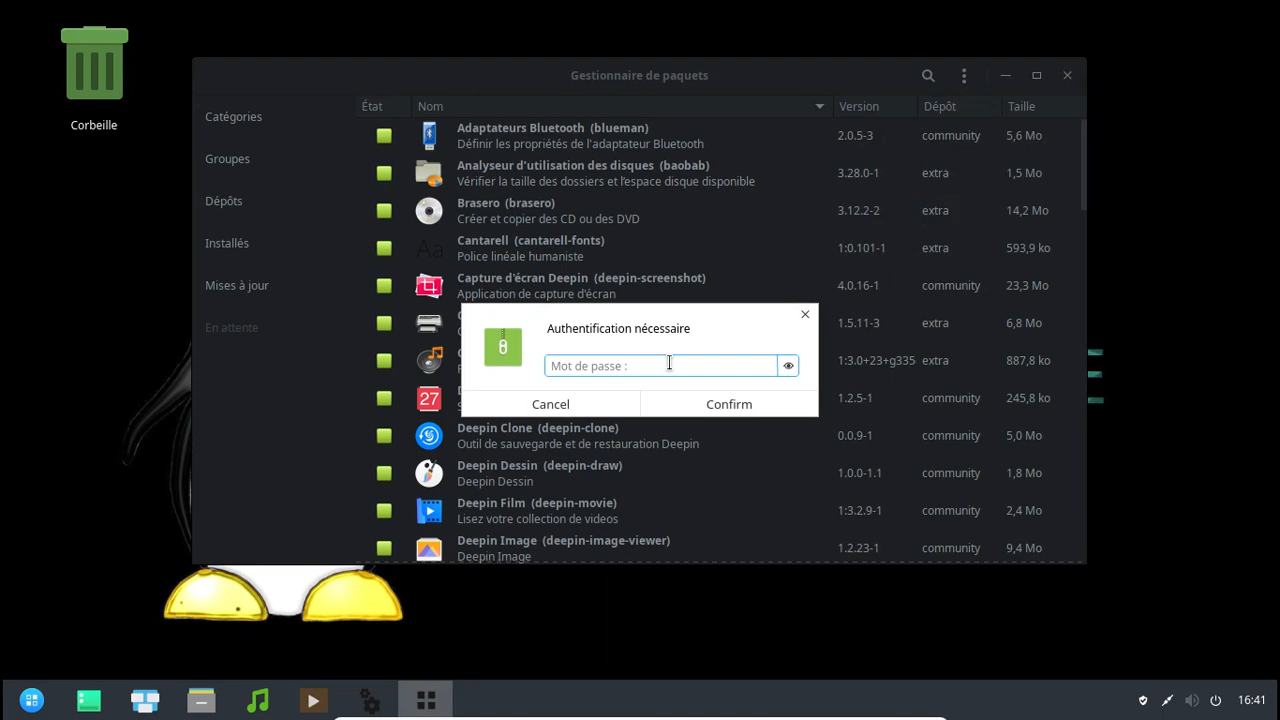 Corbeille
Gestionnaire de paquets
Catégories
Groupes
Dépôts
Installés
Mises à jour
En attente
État Nom Version Dépôt Taille
Adaptateurs Bluetooth (blueman) 2.0.5-3 community 5,6 Mo
Définir les propriétés de l'adaptateur Bluetooth
Analyseur d'utilisation des disques (baobab) 3.28.0-1 extra 1,5 Mo
Vérifier la taille des dossiers et l'espace disque disponible
Brasero (brasero) 3.12.2-2 extra 14,2 Mo
Créer et copier des CD ou des DVD
Aa Cantarell (cantarell-fonts) 1:0.101-1 extra 593,9 ko
Police linéale humaniste
Capture d'écran Deepin (deepin-screenshot) 4.0.16-1 community 23,3 Mo
Application de capture d'écran
1.5.11-3 extra 6,8 Mo
1:3.0+23+g335 extra 887,8 ko
27 1.2.5-1 community 245,8 ko
Authentification nécessaire
Mot de passe :
Cancel Confirm
Deepin Clone (deepin-clone) 0.0.9-1 community 5,0 Mo
Outil de sauvegarde et de restauration Deepin
Deepin Dessin (deepin-draw) 1.0.0-1.1 community 1,8 Mo
Deepin Dessin
Deepin Film (deepin-movie) 1:3.2.9-1 community 2,4 Mo
Lisez votre collection de videos
Deepin Image (deepin-image-viewer) 1.2.23-1 community 9,4 Mo
Deepin Image
16:41